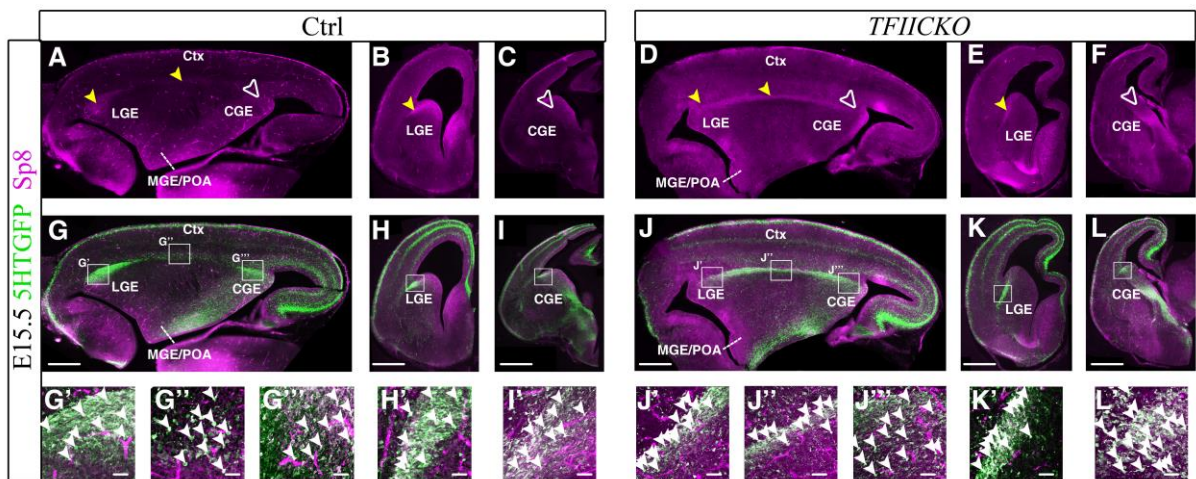 Ctrl
TFIICKO
E15.5 5HTGFP Sp8
A Ctx LGE CGE MGE/POA
B LGE
C CGE
D Ctx LGE CGE MGE/POA
E LGE
F CGE
G Ctx G' G'' G''' LGE CGE MGE/POA
H LGE
I CGE
J Ctx J' J'' J''' LGE CGE MGE/POA
K LGE
L CGE
G' G'' G''' H' I' J' J'' J''' K' L'